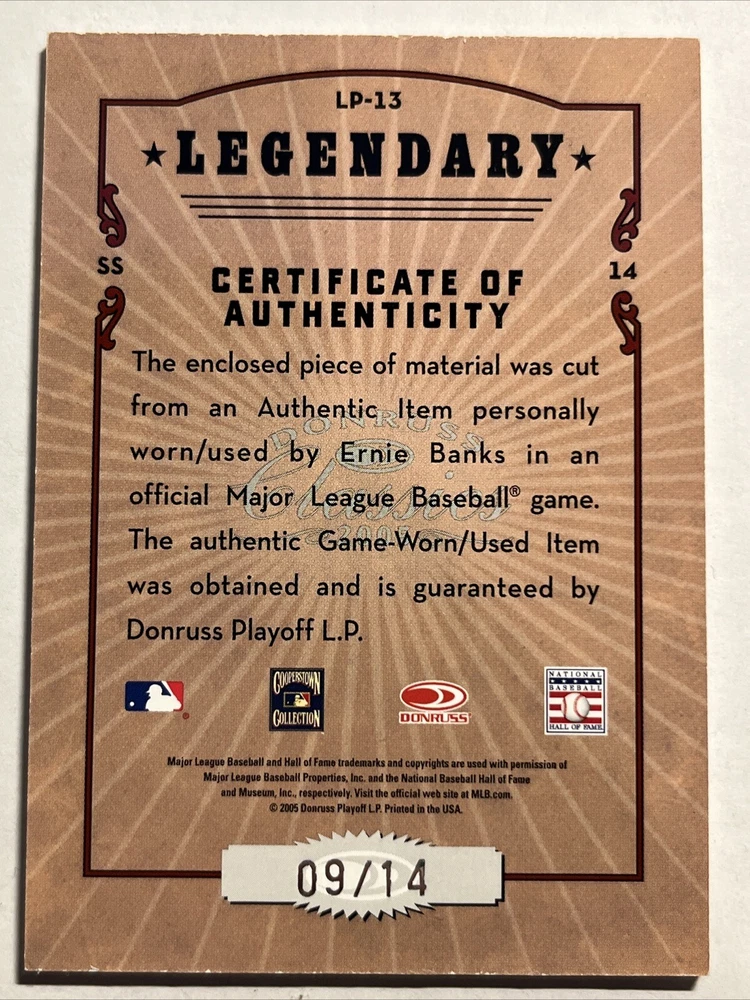 LP-13
★LEGENDARY★
SS
14
CERTIFICATE OF
AUTHENTICITY
The enclosed piece of material was cut
from an Authentic Item personally
worn/used by Ernie Banks in an
official Major League Baseball® game.
The authentic Game-Worn/Used Item
was obtained and is guaranteed by
Donruss Playoff L.P.
DONRUSS
Classics
2005
COOPERSTOWN
COLLECTION
DONRUSS
NATIONAL
BASEBALL
HALL OF FAME
Major League Baseball and Hall of Fame trademarks and copyrights are used with permission of
Major League Baseball Properties, Inc. and the National Baseball Hall of Fame
and Museum, Inc., respectively. Visit the official web site at MLB.com.
© 2005 Donruss Playoff L.P. Printed in the USA.
09/14